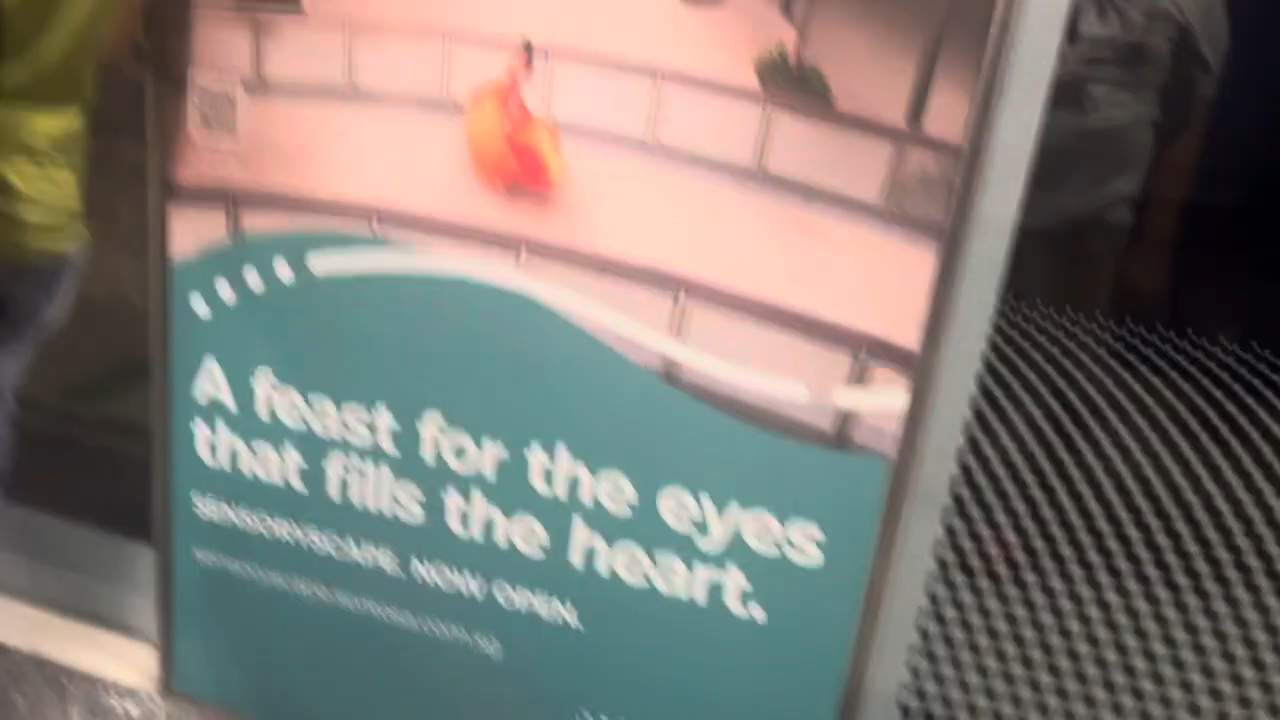 A feast for the eyes
that fills the heart.
SENSORYSCAPE. NOW OPEN.